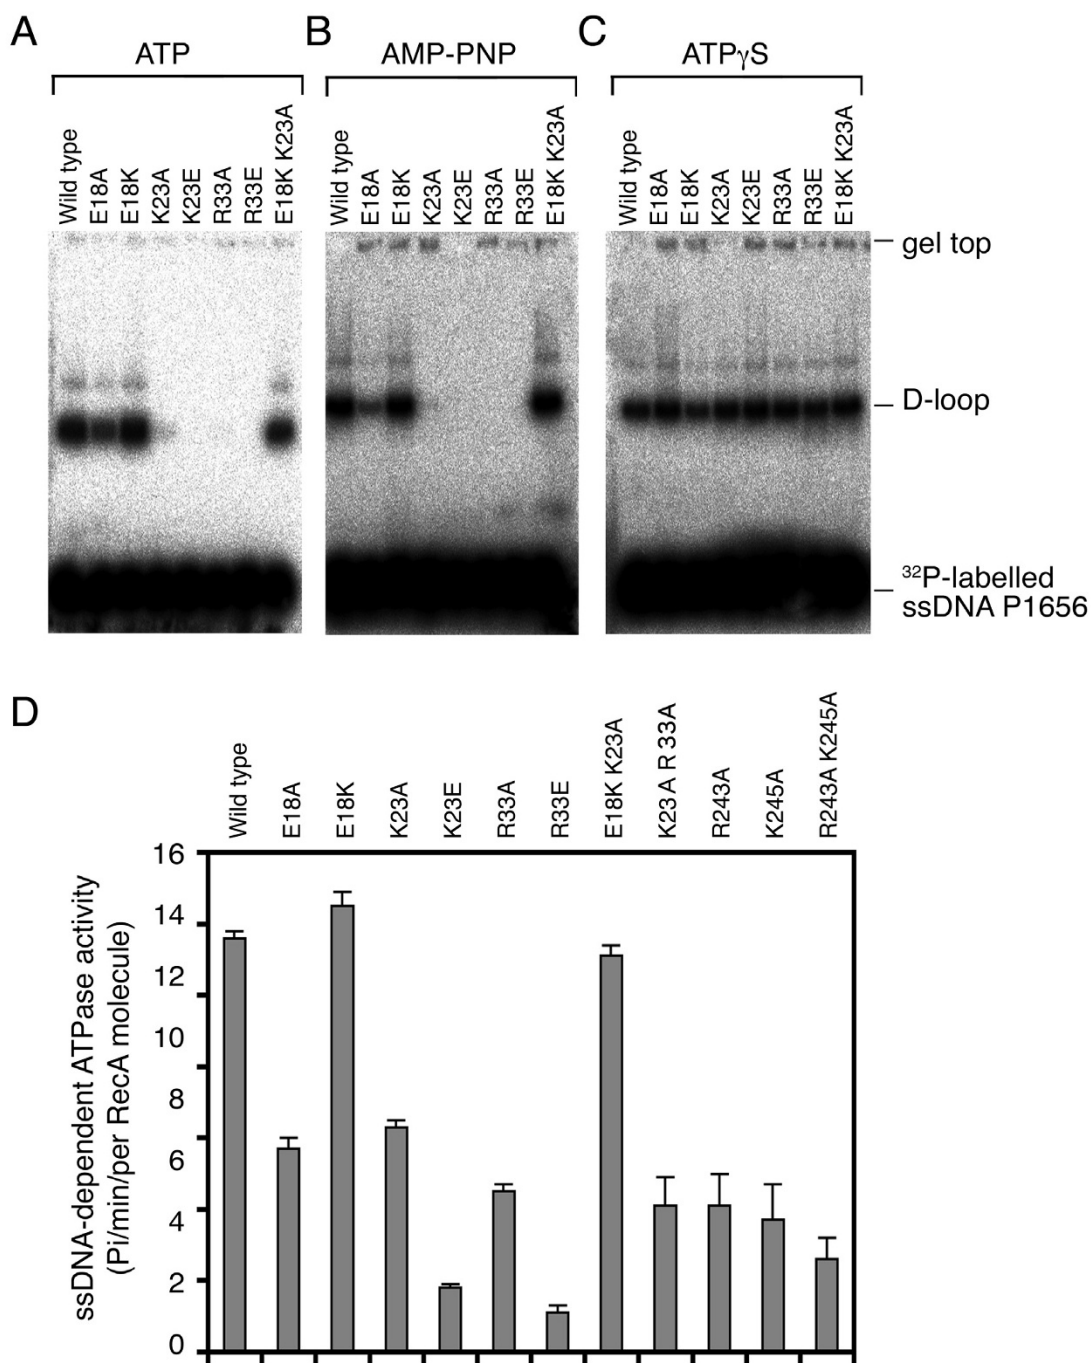 A
B
C
ATP
AMP-PNP
ATPγS
Wild type
E18A
E18K
K23A
K23E
R33A
R33E
E18K K23A
Wild type
E18A
E18K
K23A
K23E
R33A
R33E
E18K K23A
Wild type
E18A
E18K
K23A
K23E
R33A
R33E
E18K K23A
gel top
D-loop
³²P-labelled
ssDNA P1656
D
Wild type
E18A
E18K
K23A
K23E
R33A
R33E
E18K K23A
K23 A R 33A
R243A
K245A
R243A K245A
ssDNA-dependent ATPase activity
(Pi/min/per RecA molecule)
16
14
12
10
8
6
4
2
0